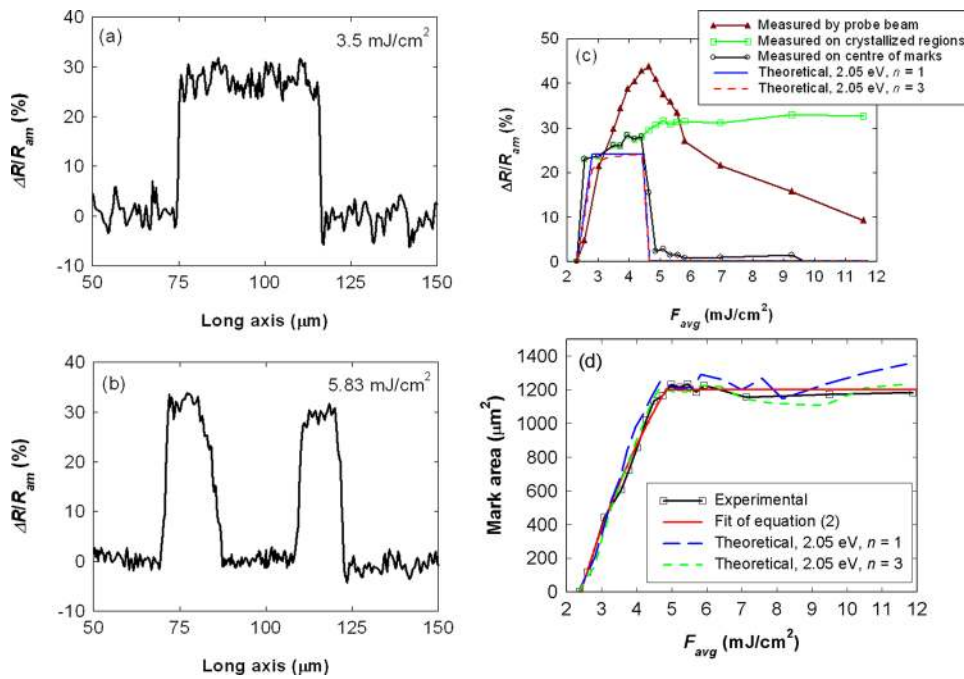 (a)
3.5 mJ/cm²
40
30
20
10
0
-10
ΔR/R_am (%)
50 75 100 125 150
Long axis (μm)
(b)
5.83 mJ/cm²
40
30
20
10
0
-10
ΔR/R_am (%)
50 75 100 125 150
Long axis (μm)
(c)
Measured by probe beam
Measured on crystallized regions
Measured on centre of marks
Theoretical, 2.05 eV, n = 1
Theoretical, 2.05 eV, n = 3
50
40
30
20
10
0
ΔR/R_am (%)
2 3 4 5 6 7 8 9 10 11 12
F_avg (mJ/cm²)
(d)
1400
1200
1000
800
600
400
200
0
Mark area (μm²)
Experimental
Fit of equation (2)
Theoretical, 2.05 eV, n = 1
Theoretical, 2.05 eV, n = 3
2 3 4 5 6 7 8 9 10 11 12
F_avg (mJ/cm²)